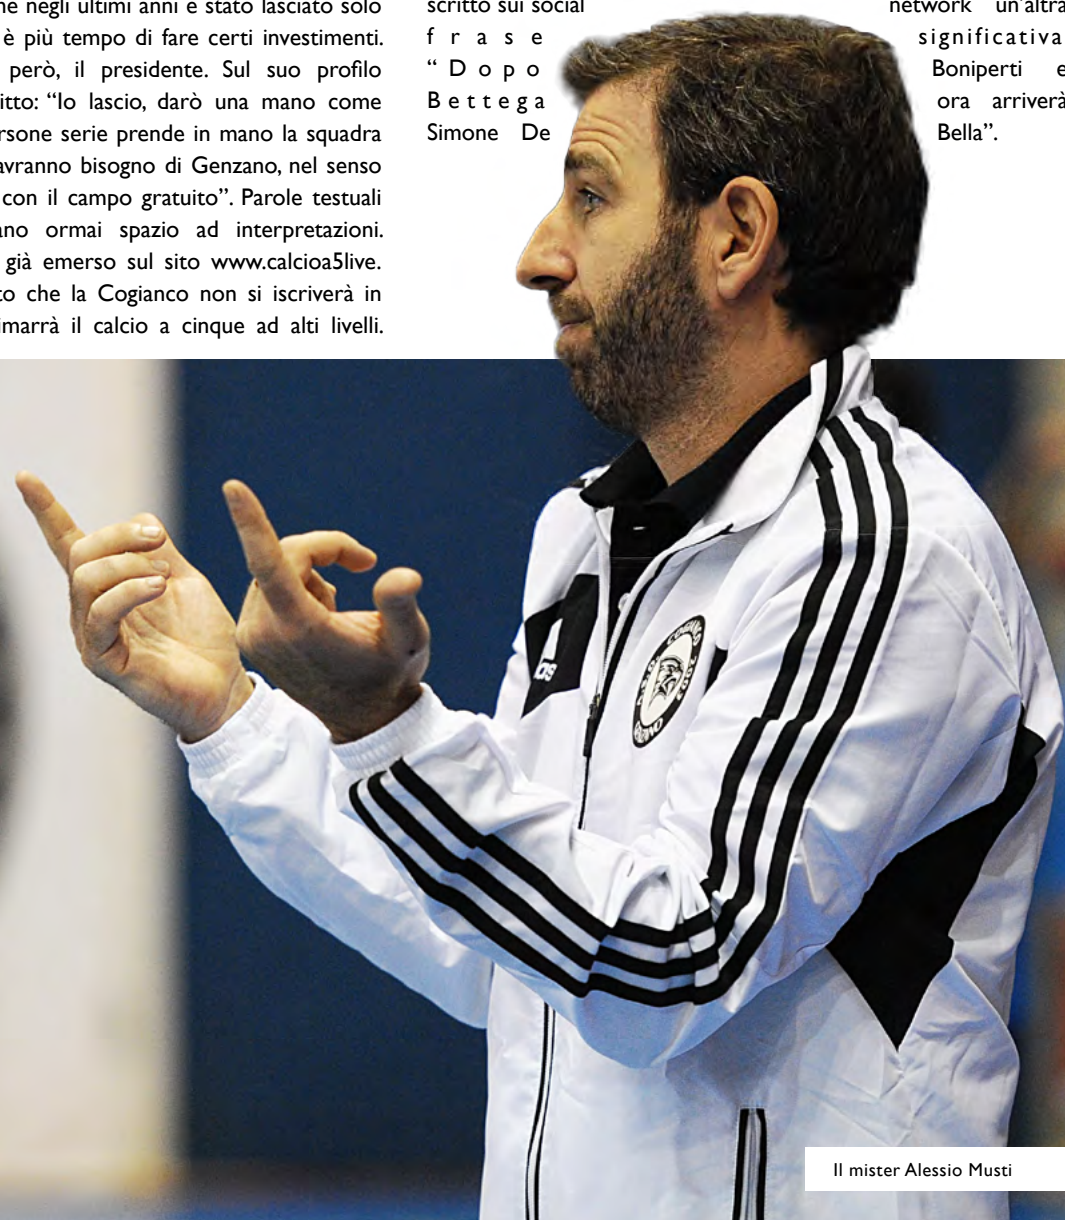 ne negli ultimi anni è stato lasciato solo
è più tempo di fare certi investimenti.
però, il presidente. Sul suo profilo
itto: “Io lascio, darò una mano come
rsone serie prende in mano la squadra
avranno bisogno di Genzano, nel senso
con il campo gratuito”. Parole testuali
ano ormai spazio ad interpretazioni.
già emerso sul sito www.calcioa5live.
to che la Cogianco non si iscriverà in
imarrà il calcio a cinque ad alti livelli.
scritto sui social
frase
“Dopo
Bettega
Simone De
network un’altra
significativa
Boniperti e
ora arriverà
Bella”.
COGIANCO
GENZANO
Il mister Alessio Musti